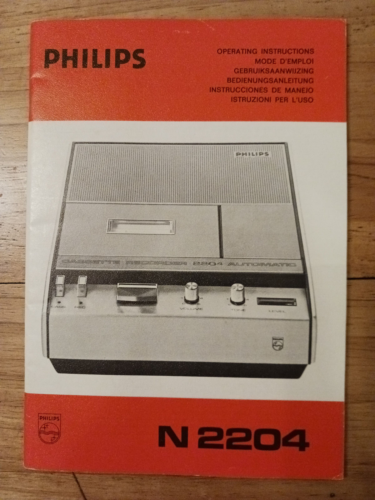 PHILIPS
OPERATING INSTRUCTIONS
MODE D'EMPLOI
GEBRUIKSAANWIJZING
BEDIENUNGSANLEITUNG
INSTRUCCIONES DE MANEJO
ISTRUZIONI PER L'USO
PHILIPS
CASSETTE RECORDER 2204 AUTOMATIC
PHILIPS
N 2204